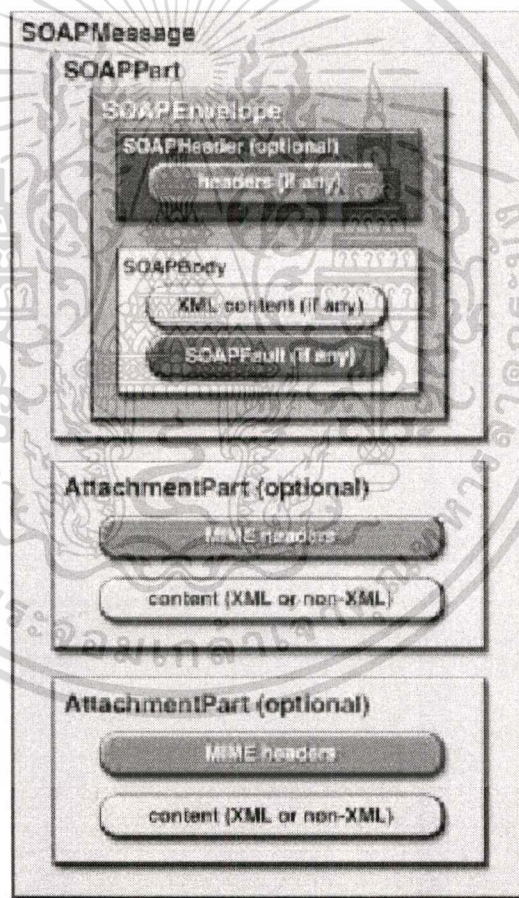 SOAPMessage
SOAPPart
SOAPEnvelope
SOAPHeader (optional)
headers (if any)
SOAPBody
XML content (if any)
SOAPFault (if any)
AttachmentPart (optional)
MIME headers
content (XML or non-XML)
AttachmentPart (optional)
MIME headers
content (XML or non-XML)